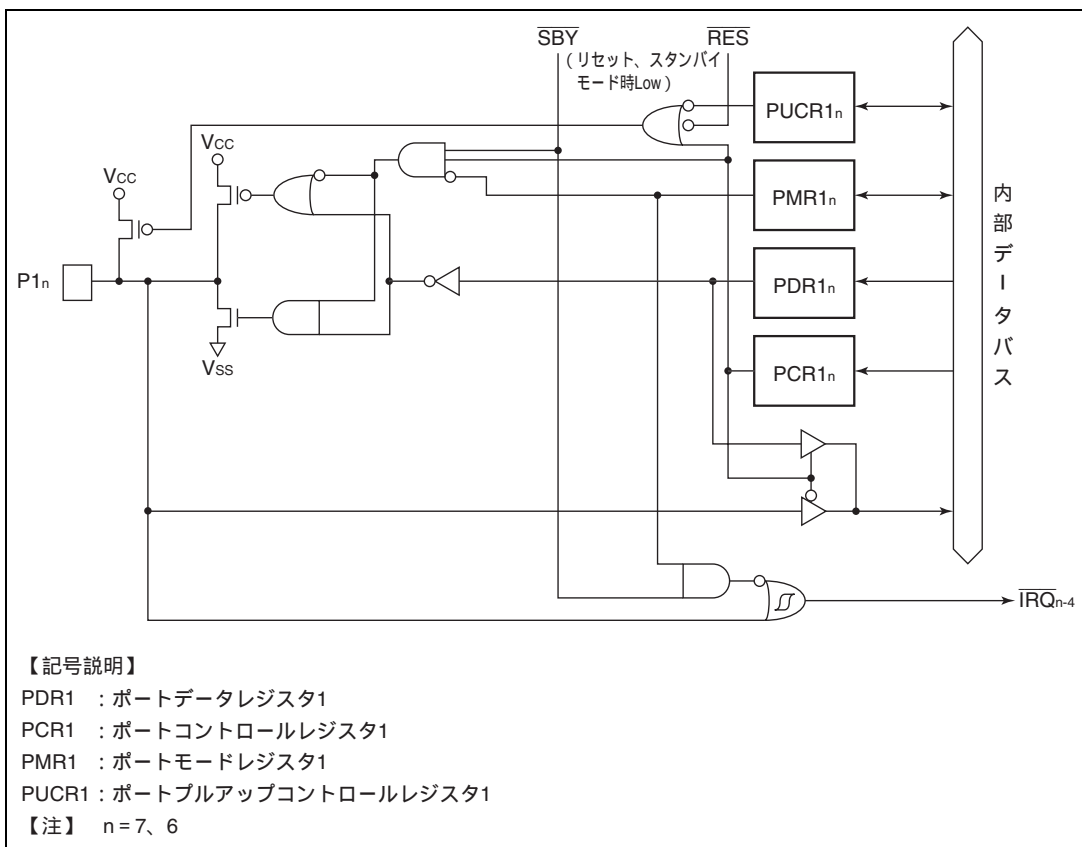 SBY
RES
(リセット、スタンバイ
モード時Low)
PUCR1n
VCC
VCC
PMR1n
内部データバス
P1n
PDR1n
VSS
PCR1n
IRQn-4
【記号説明】
PDR1 :ポートデータレジスタ1
PCR1 :ポートコントロールレジスタ1
PMR1 :ポートモードレジスタ1
PUCR1:ポートプルアップコントロールレジスタ1
【注】 n = 7、6